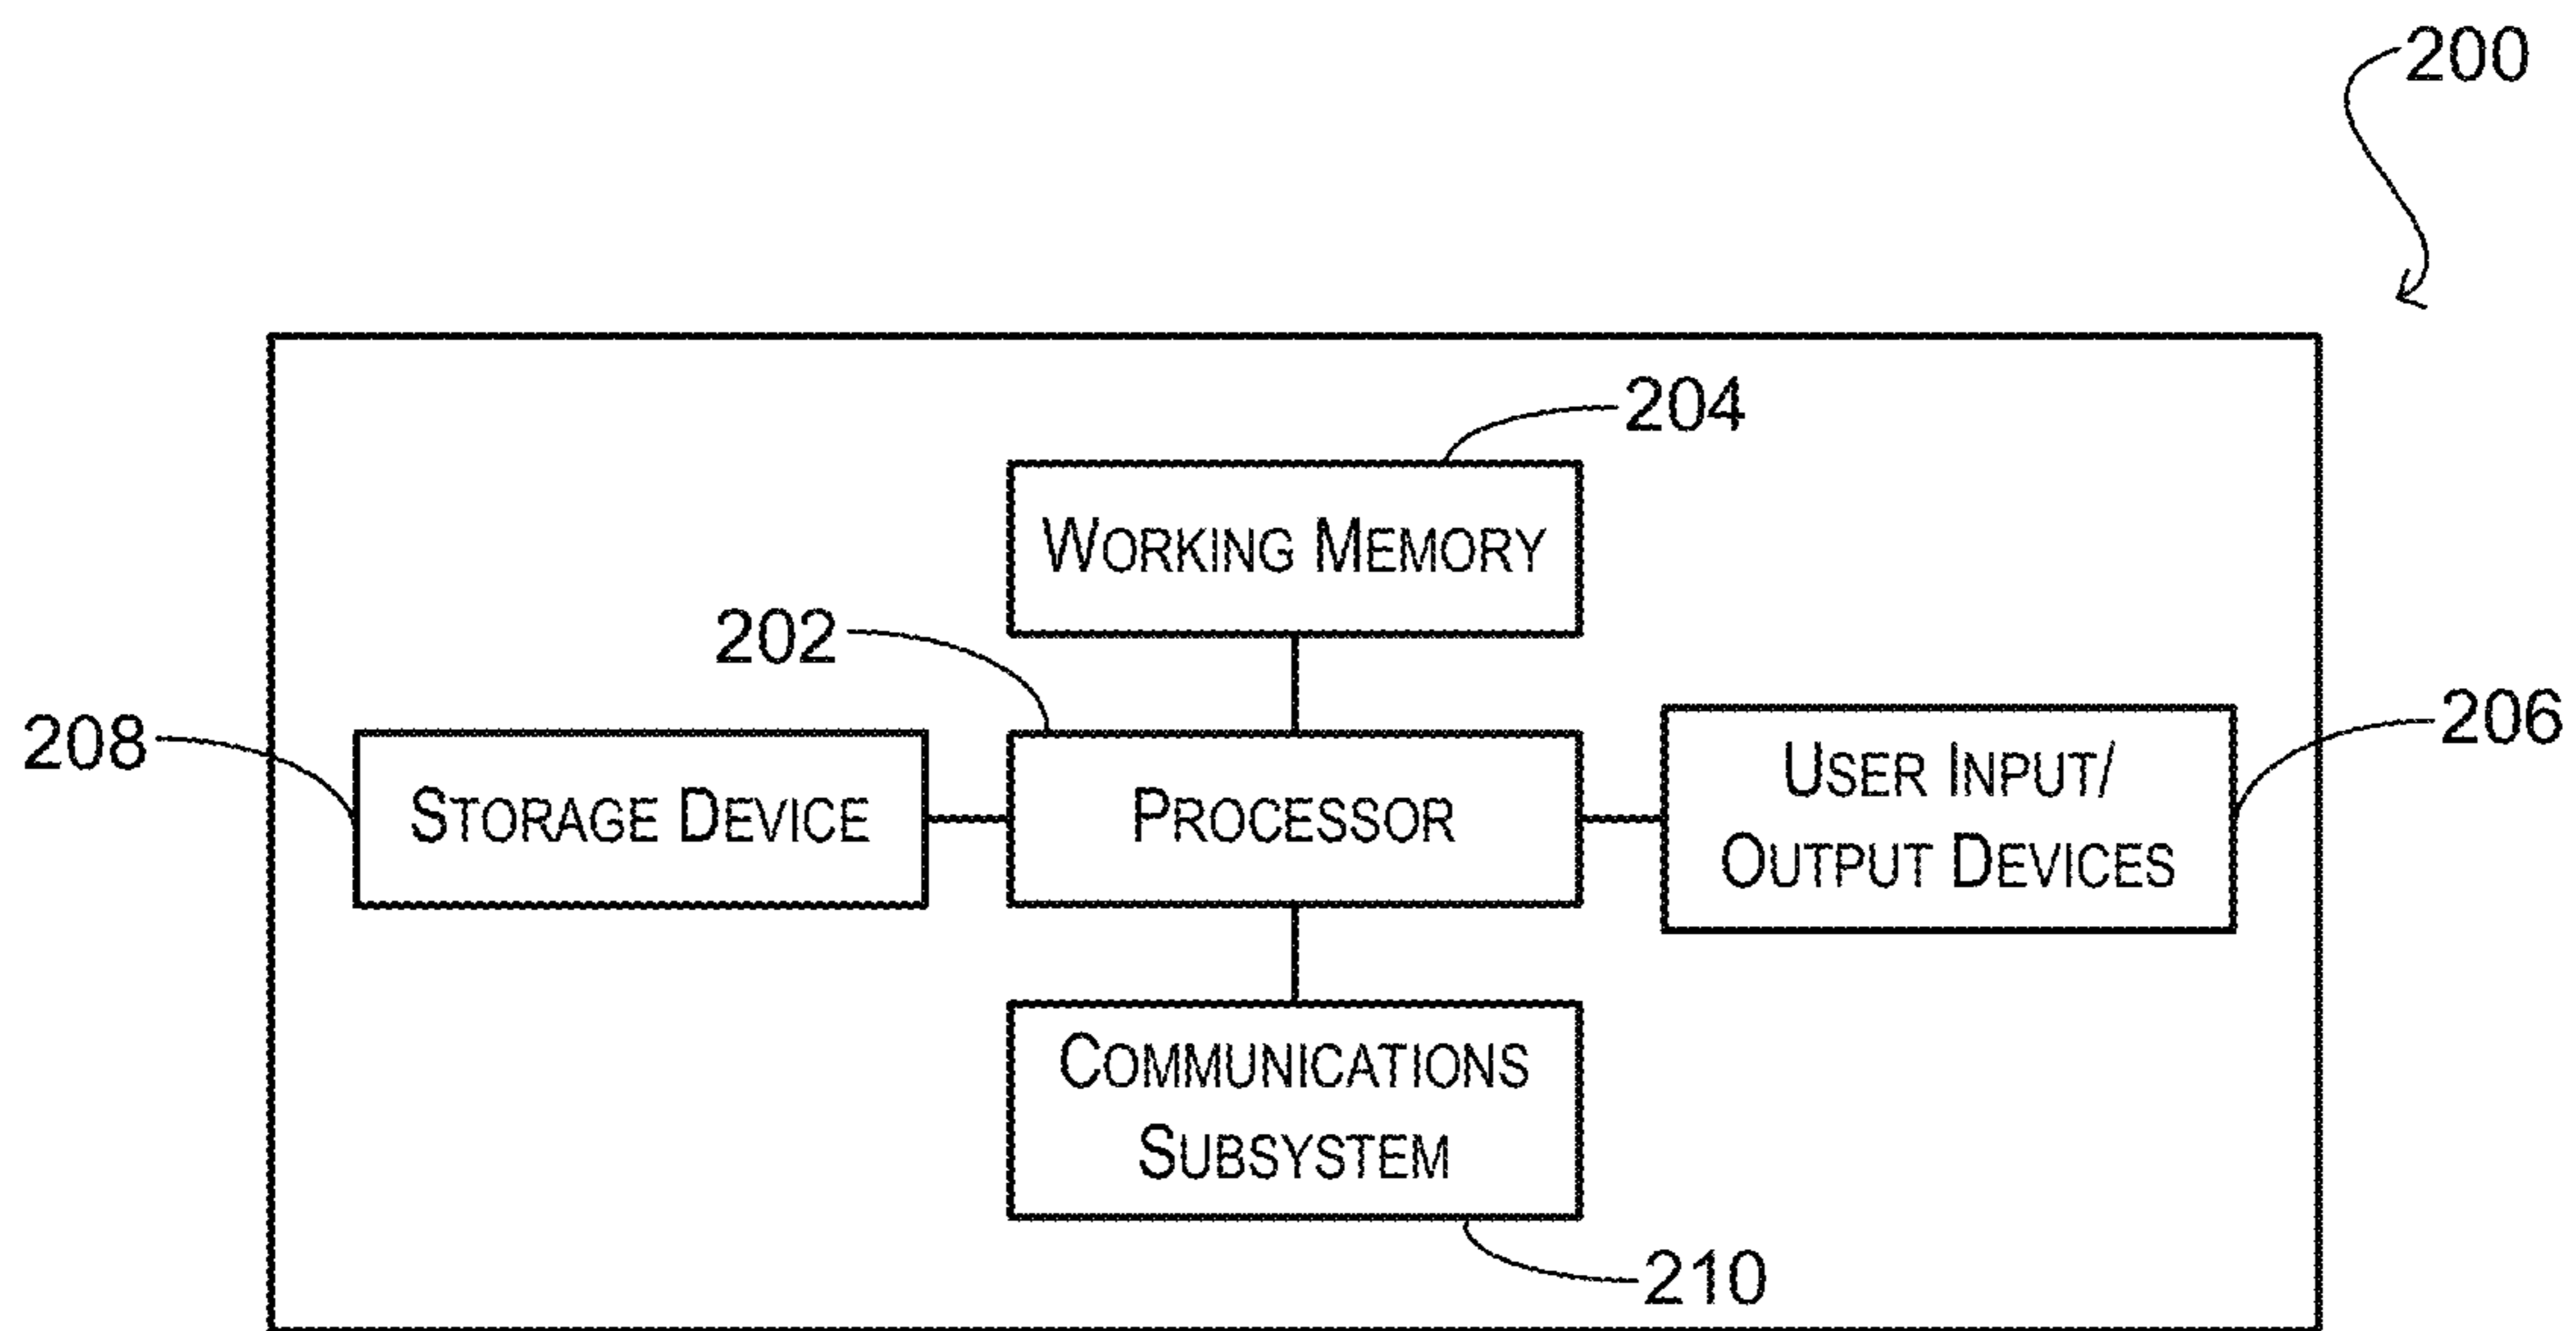 200
204
WORKING MEMORY
202
208
STORAGE DEVICE
PROCESSOR
USER INPUT/
OUTPUT DEVICES
206
COMMUNICATIONS
SUBSYSTEM
210